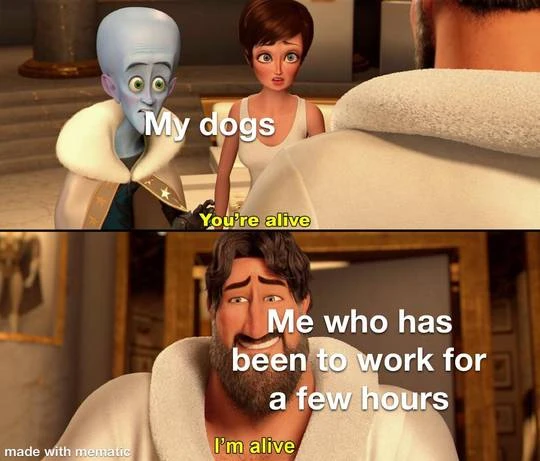 My dogs
You're alive
Me who has
been to work for
a few hours
I'm alive
made with mematic